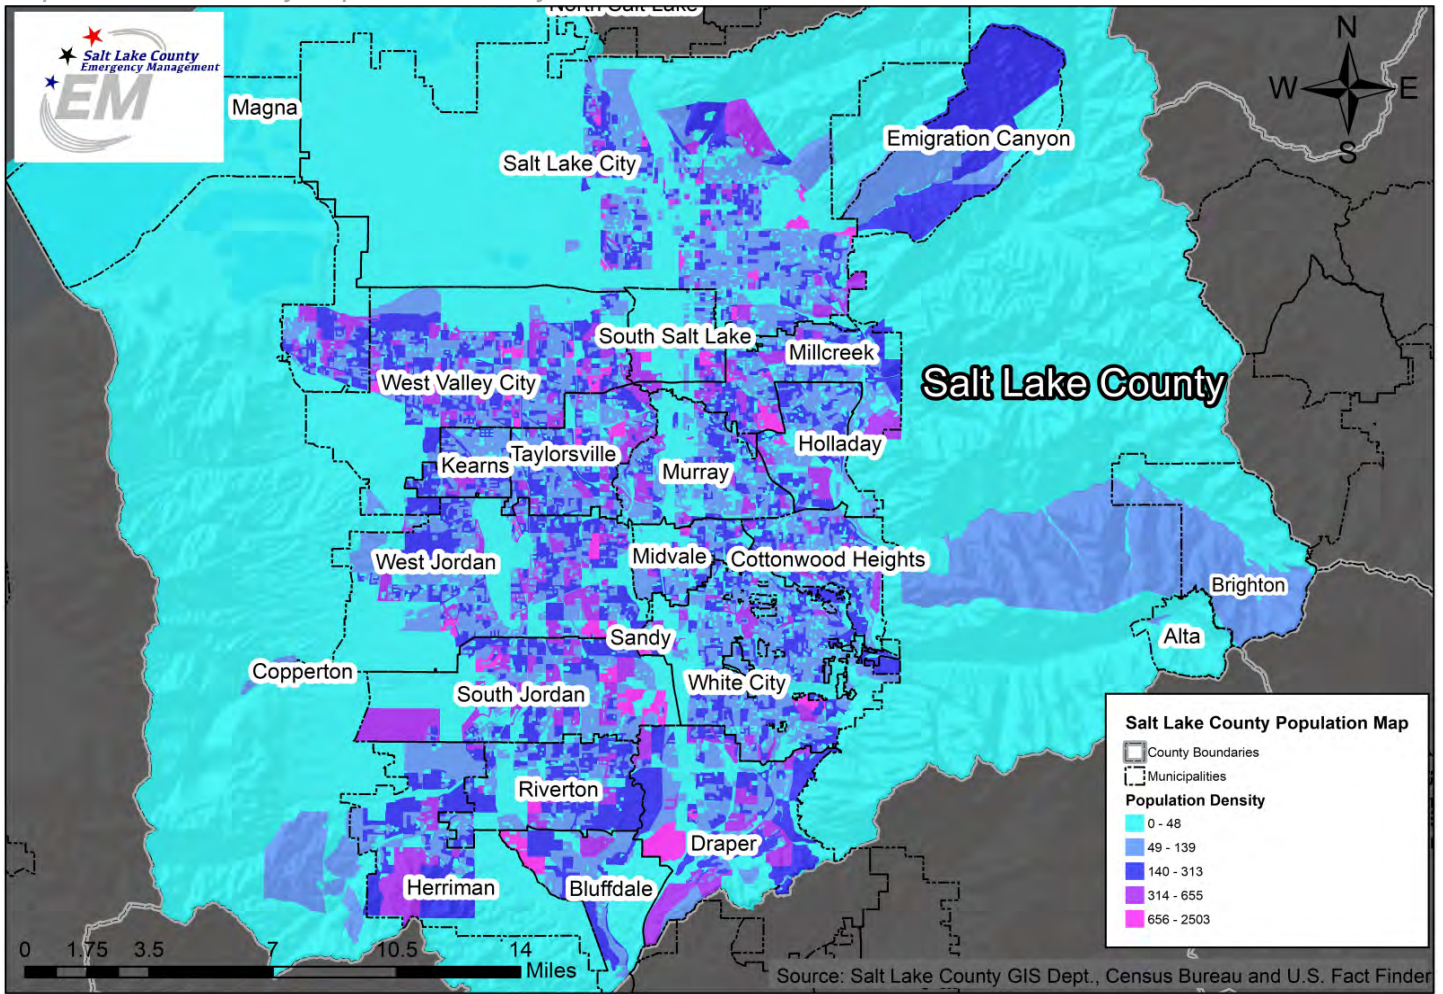 North Salt Lake
Salt Lake County
Emergency Management
EM
N
W
E
S
Magna
Salt Lake City
Emigration Canyon
South Salt Lake
Millcreek
West Valley City
Salt Lake County
Holladay
Taylorsville
Kearns
Murray
West Jordan
Midvale
Cottonwood Heights
Brighton
Alta
Sandy
Copperton
South Jordan
White City
Riverton
Draper
Herriman
Bluffdale
Salt Lake County Population Map
County Boundaries
Municipalities
Population Density
0 - 48
49 - 139
140 - 313
314 - 655
656 - 2503
0 1.75 3.5 7 10.5 14
Miles
Source: Salt Lake County GIS Dept., Census Bureau and U.S. Fact Finder